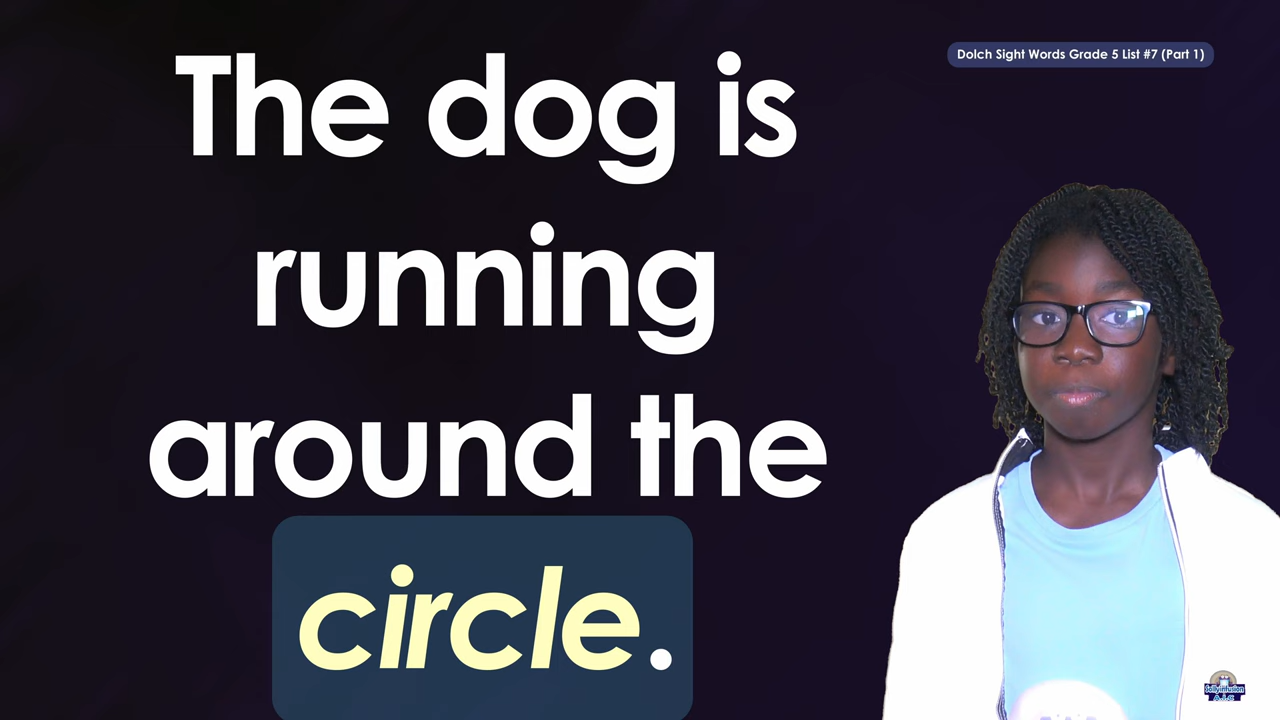 The dog is
running
around the
circle.
Dolch Sight Words Grade 5 List #7 (Part 1)